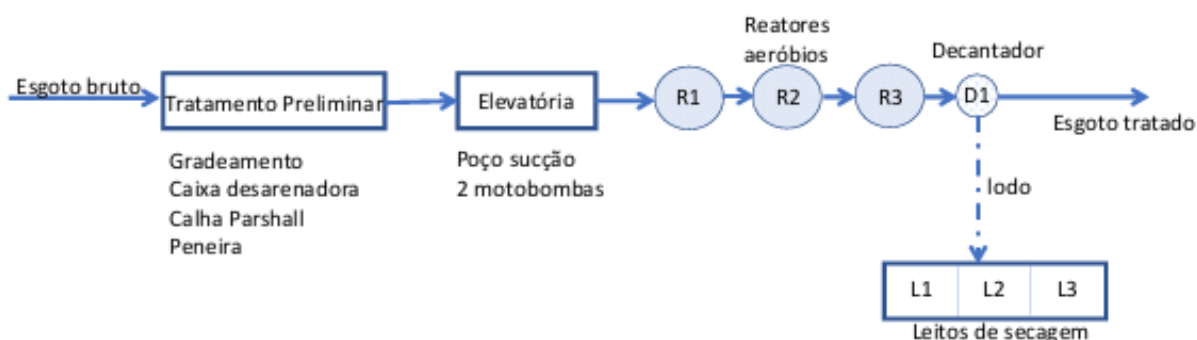 Esgoto bruto
Tratamento Preliminar
Gradeamento
Caixa desarenadora
Calha Parshall
Peneira
Elevatória
Poço sucção
2 motobombas
Reatores
aeróbios
R1
R2
R3
Decantador
D1
Esgoto tratado
lodo
L1
L2
L3
Leitos de secagem